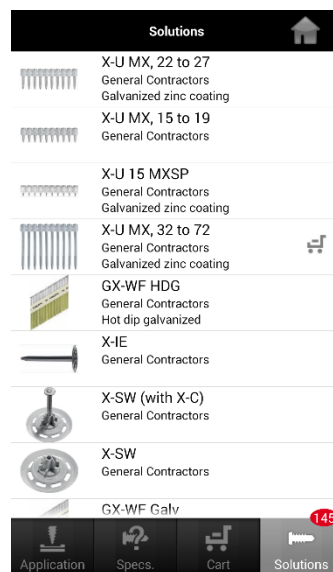 Solutions
X-U MX, 22 to 27
General Contractors
Galvanized zinc coating
X-U MX, 15 to 19
General Contractors
X-U 15 MXSP
General Contractors
Galvanized zinc coating
X-U MX, 32 to 72
General Contractors
Galvanized zinc coating
GX-WF HDG
General Contractors
Hot dip galvanized
X-IE
General Contractors
X-SW (with X-C)
General Contractors
X-SW
General Contractors
GX-WF Galv
145
Application
Specs.
Cart
Solutions